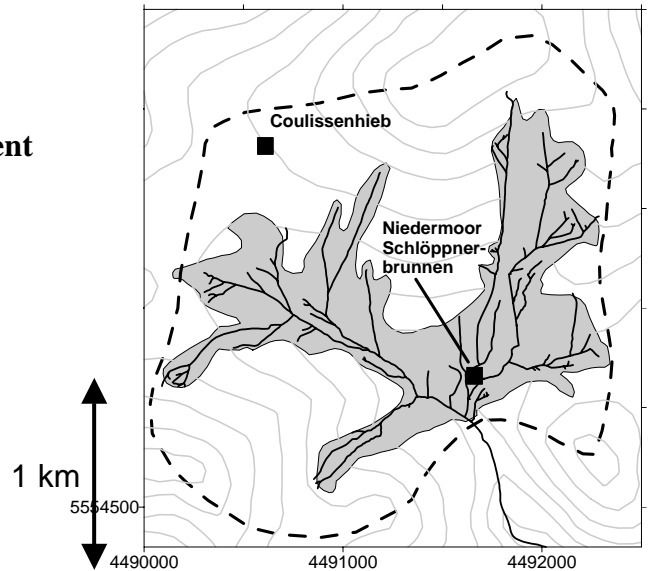 Coulissenhieb
ent
Niedermoor
Schlöppner-
brunnen
1 km
5554500
4490000
4491000
4492000